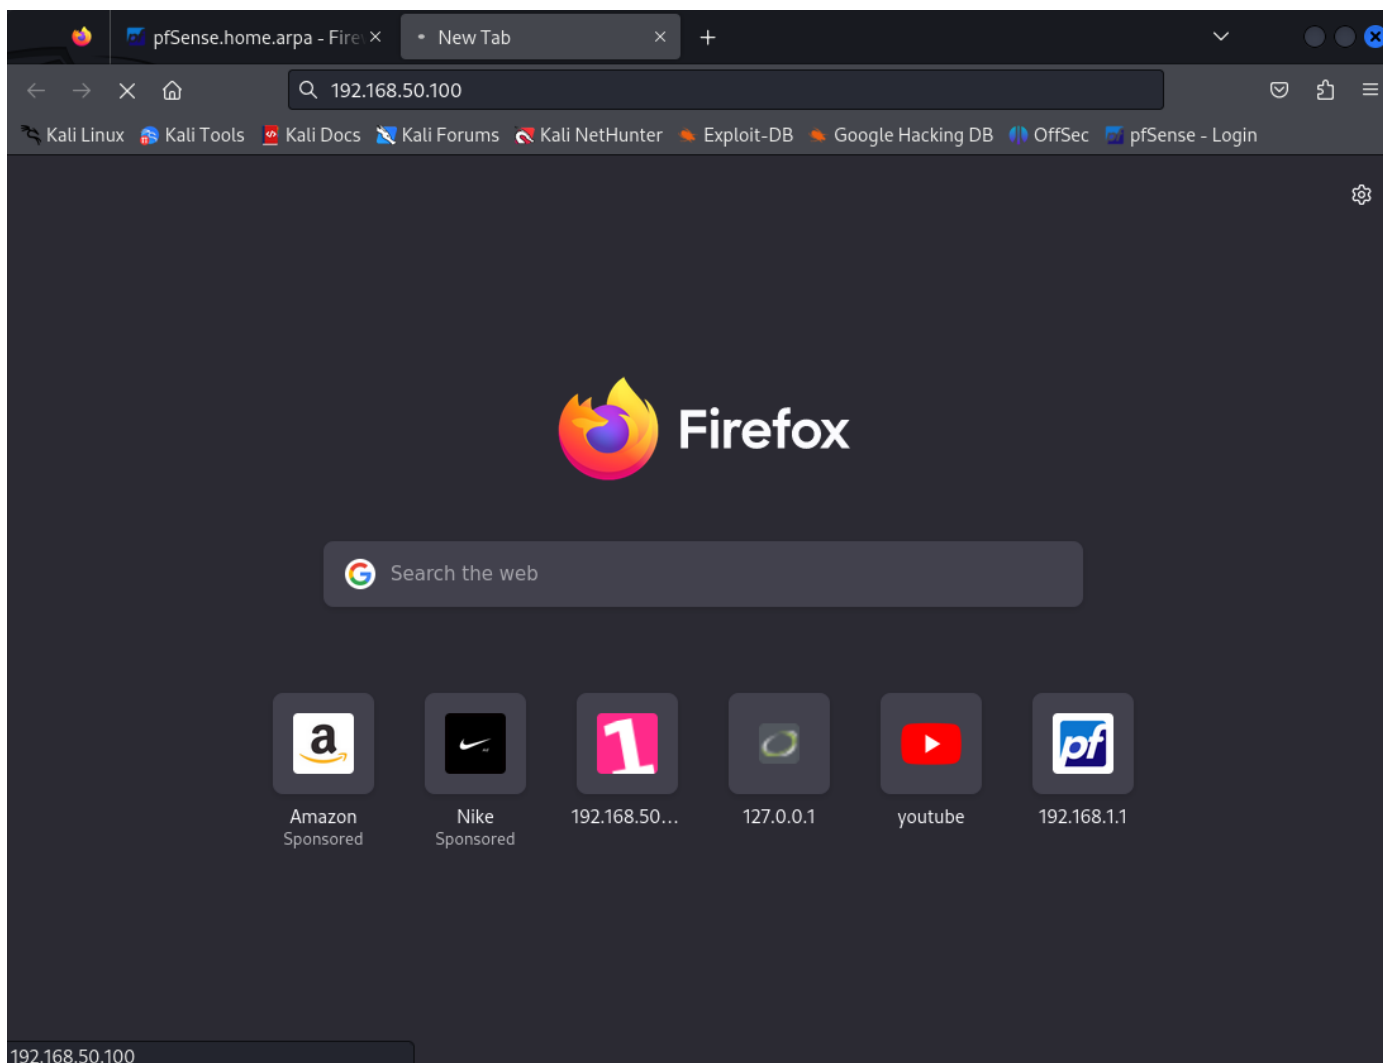 pfSense.home.arpa - Fire
New Tab
192.168.50.100
Kali Linux Kali Tools Kali Docs Kali Forums Kali NetHunter Exploit-DB Google Hacking DB OffSec pfSense - Login
Firefox
Search the web
Amazon
Sponsored
Nike
Sponsored
192.168.50...
127.0.0.1
youtube
192.168.1.1
192.168.50.100